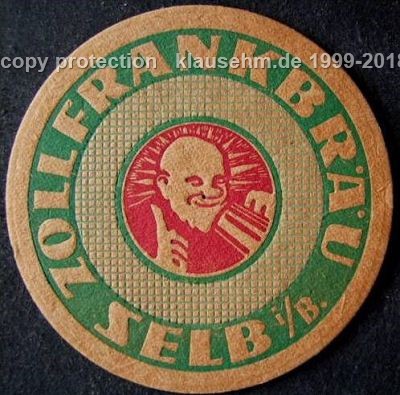 copy protection klausehm.de 1999-2018
ZOLLFRANKBRÄU
SELB i/B.